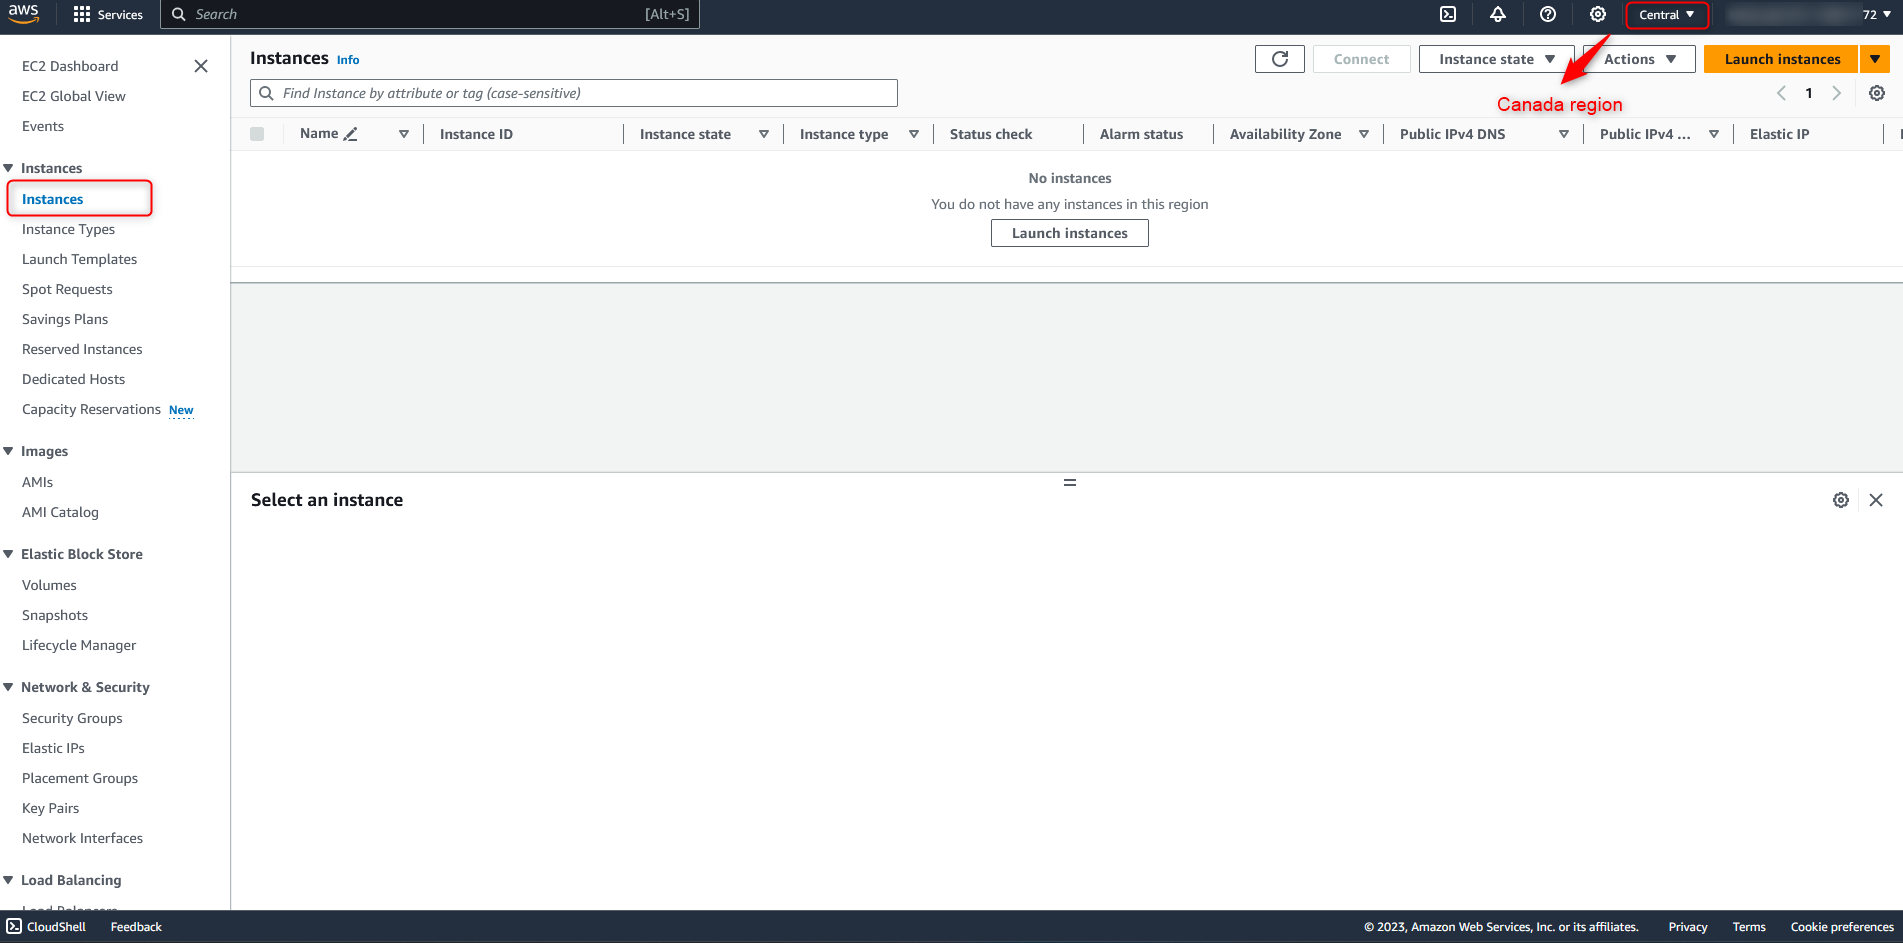 aws Services Search [Alt+S] Central 72
EC2 Dashboard
EC2 Global View
Events
Instances
Instances
Instance Types
Launch Templates
Spot Requests
Savings Plans
Reserved Instances
Dedicated Hosts
Capacity Reservations New
Images
AMIs
AMI Catalog
Elastic Block Store
Volumes
Snapshots
Lifecycle Manager
Network & Security
Security Groups
Elastic IPs
Placement Groups
Key Pairs
Network Interfaces
Load Balancing
Load Balancers
Instances Info
Connect Instance state Actions Launch instances
Find Instance by attribute or tag (case-sensitive)
1
Canada region
Name Instance ID Instance state Instance type Status check Alarm status Availability Zone Public IPv4 DNS Public IPv4 ... Elastic IP
No instances
You do not have any instances in this region
Launch instances
Select an instance
CloudShell Feedback © 2023, Amazon Web Services, Inc. or its affiliates. Privacy Terms Cookie preferences